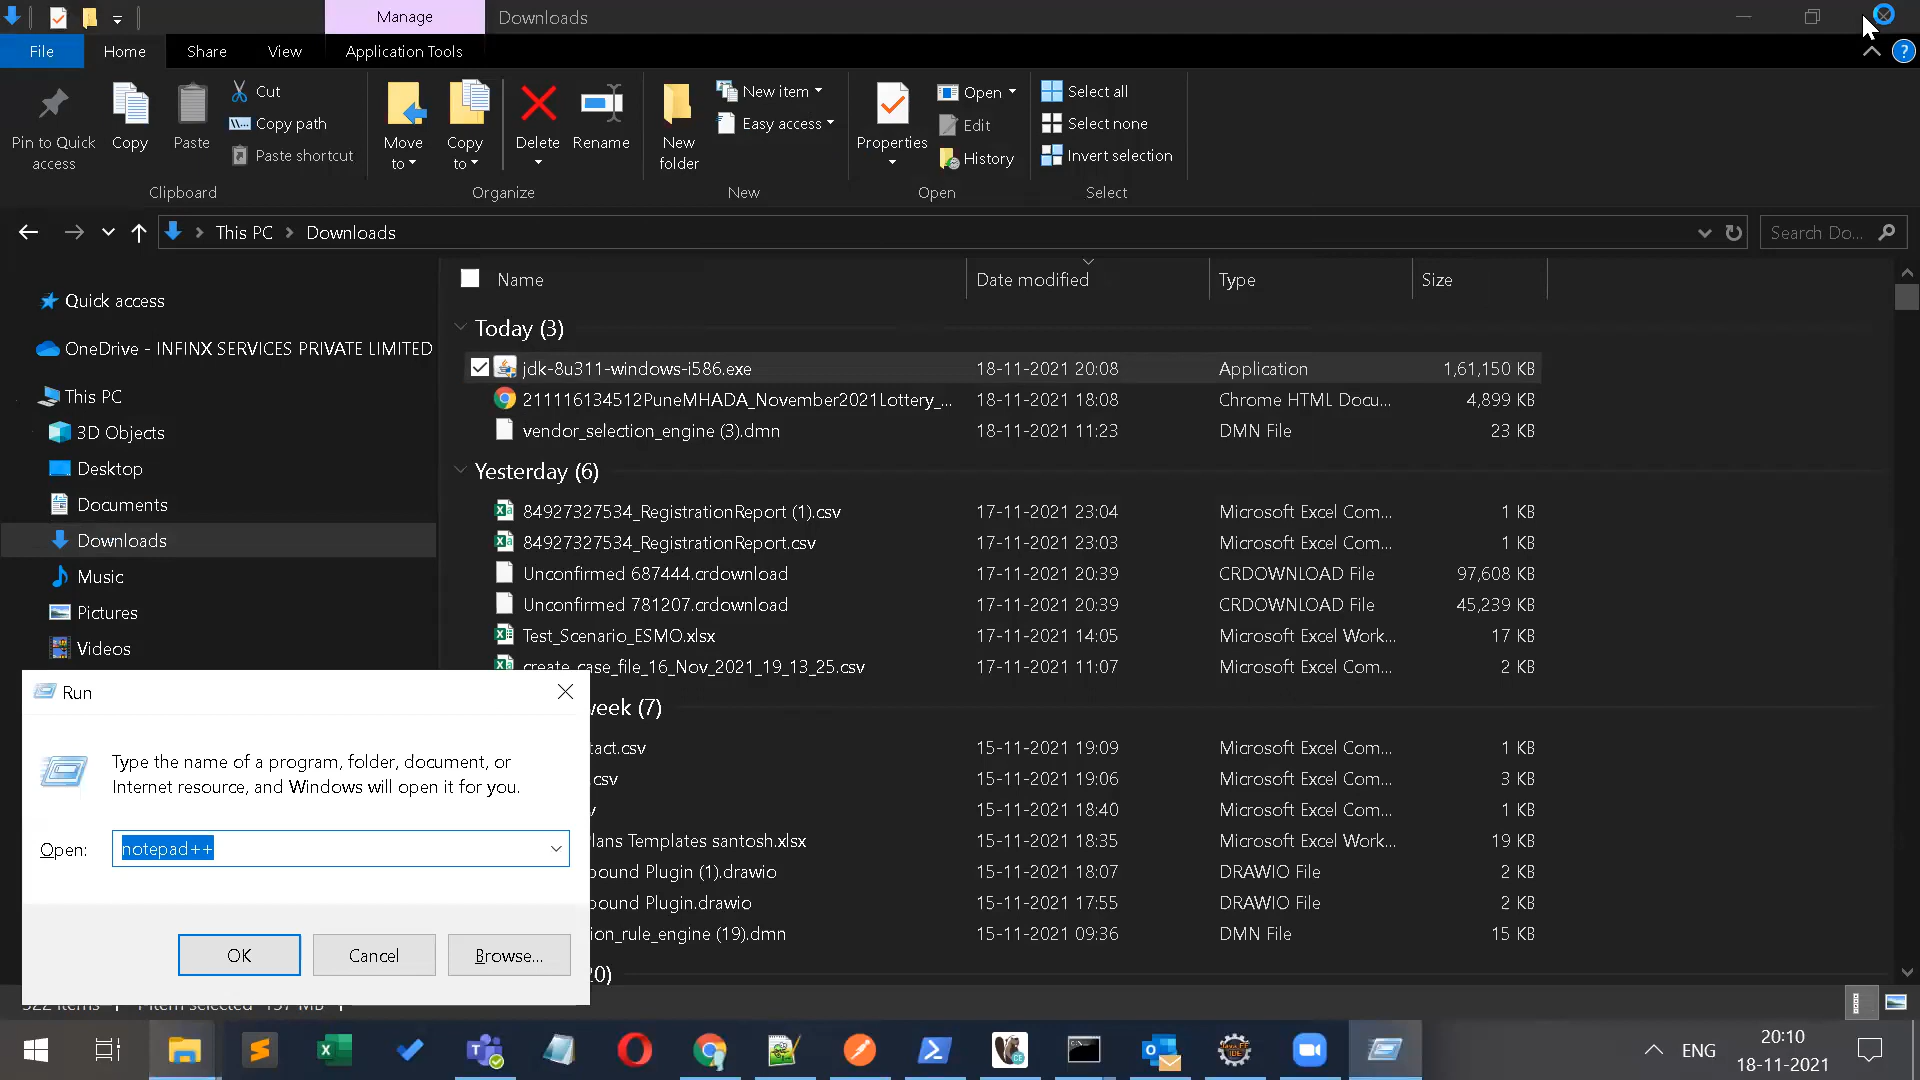 Manage
Downloads
File
Home
Share
View
Application Tools
Pin to Quick access
Copy
Paste
Cut
Copy path
Paste shortcut
Move to
Copy to
Delete
Rename
New folder
New item
Easy access
Properties
Open
Edit
History
Select all
Select none
Invert selection
Clipboard
Organize
New
Open
Select
This PC
Downloads
Search Do...
Name
Date modified
Type
Size
Quick access
OneDrive - INFINX SERVICES PRIVATE LIMITED
This PC
3D Objects
Desktop
Documents
Downloads
Music
Pictures
Videos
Today (3)
jdk-8u311-windows-i586.exe 18-11-2021 20:08 Application 1,61,150 KB
211116134512PuneMHADA_November2021Lottery_... 18-11-2021 18:08 Chrome HTML Docu... 4,899 KB
vendor_selection_engine (3).dmn 18-11-2021 11:23 DMN File 23 KB
Yesterday (6)
84927327534_RegistrationReport (1).csv 17-11-2021 23:04 Microsoft Excel Com... 1 KB
84927327534_RegistrationReport.csv 17-11-2021 23:03 Microsoft Excel Com... 1 KB
Unconfirmed 687444.crdownload 17-11-2021 20:39 CRDOWNLOAD File 97,608 KB
Unconfirmed 781207.crdownload 17-11-2021 20:39 CRDOWNLOAD File 45,239 KB
Test_Scenario_ESMO.xlsx 17-11-2021 14:05 Microsoft Excel Work... 17 KB
create_case_file_16_Nov_2021_19_13_25.csv 17-11-2021 11:07 Microsoft Excel Com... 2 KB
week (7)
tact.csv 15-11-2021 19:09 Microsoft Excel Com... 1 KB
.csv 15-11-2021 19:06 Microsoft Excel Com... 3 KB
v 15-11-2021 18:40 Microsoft Excel Com... 1 KB
lans Templates santosh.xlsx 15-11-2021 18:35 Microsoft Excel Work... 19 KB
bound Plugin (1).drawio 15-11-2021 18:07 DRAWIO File 2 KB
bound Plugin.drawio 15-11-2021 17:55 DRAWIO File 2 KB
ion_rule_engine (19).dmn 15-11-2021 09:36 DMN File 15 KB
20)
Run
Type the name of a program, folder, document, or
Internet resource, and Windows will open it for you.
Open:
notepad++
OK
Cancel
Browse...
ENG
20:10
18-11-2021